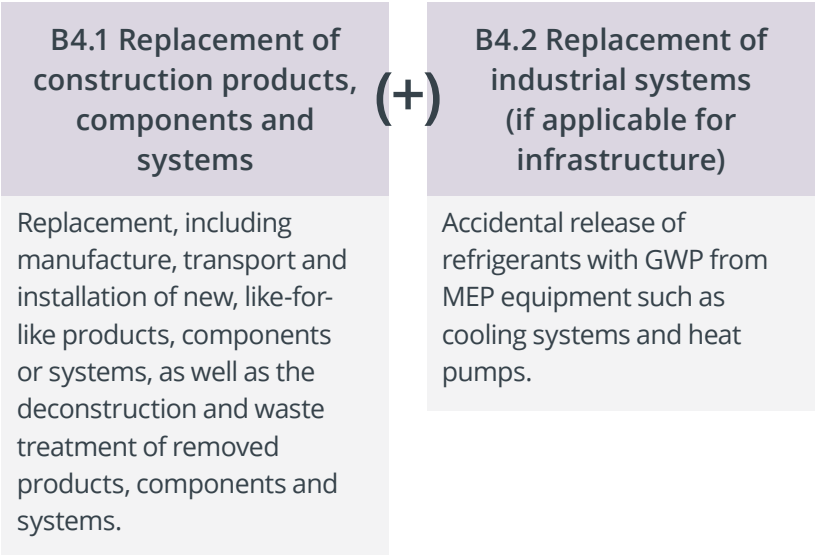 B4.1 Replacement of
construction products,
components and
systems
(+)
B4.2 Replacement of
industrial systems
(if applicable for
infrastructure)
Replacement, including
manufacture, transport and
installation of new, like-for-
like products, components
or systems, as well as the
deconstruction and waste
treatment of removed
products, components and
systems.
Accidental release of
refrigerants with GWP from
MEP equipment such as
cooling systems and heat
pumps.